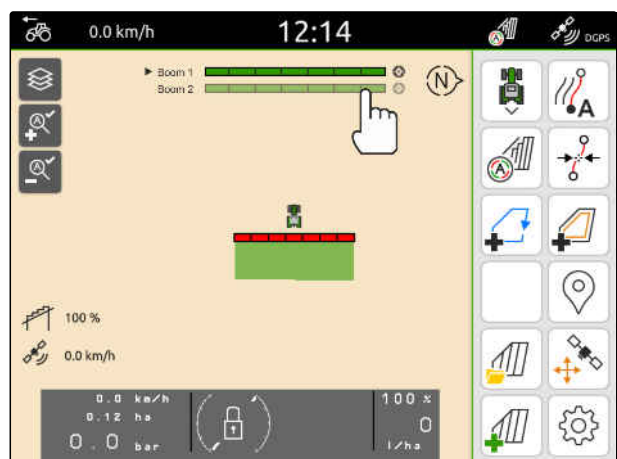 0.0 km/h 12:14 DGPS
Boom 1
Boom 2
N
A
A
A
A
100 %
0.0 km/h
0.0 km/h 100 %
0.12 ha 0
0.0 bar l/ha